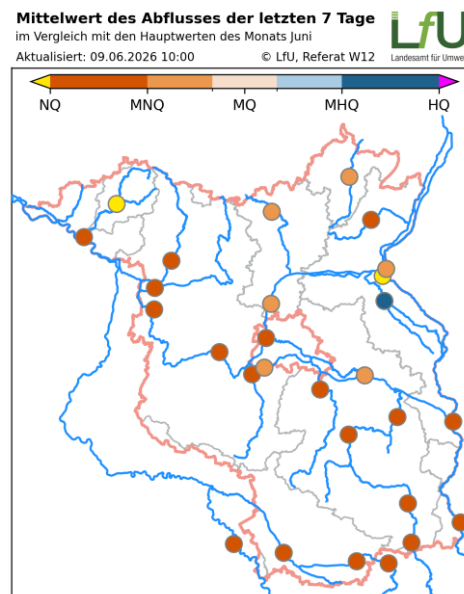 Mittelwert des Abflusses der letzten 7 Tage
im Vergleich mit den Hauptwerten des Monats Juni
Aktualisiert: 09.06.2026 10:00 © LfU, Referat W12
LfU
Landesamt für Umwe
NQ MNQ MQ MHQ HQ